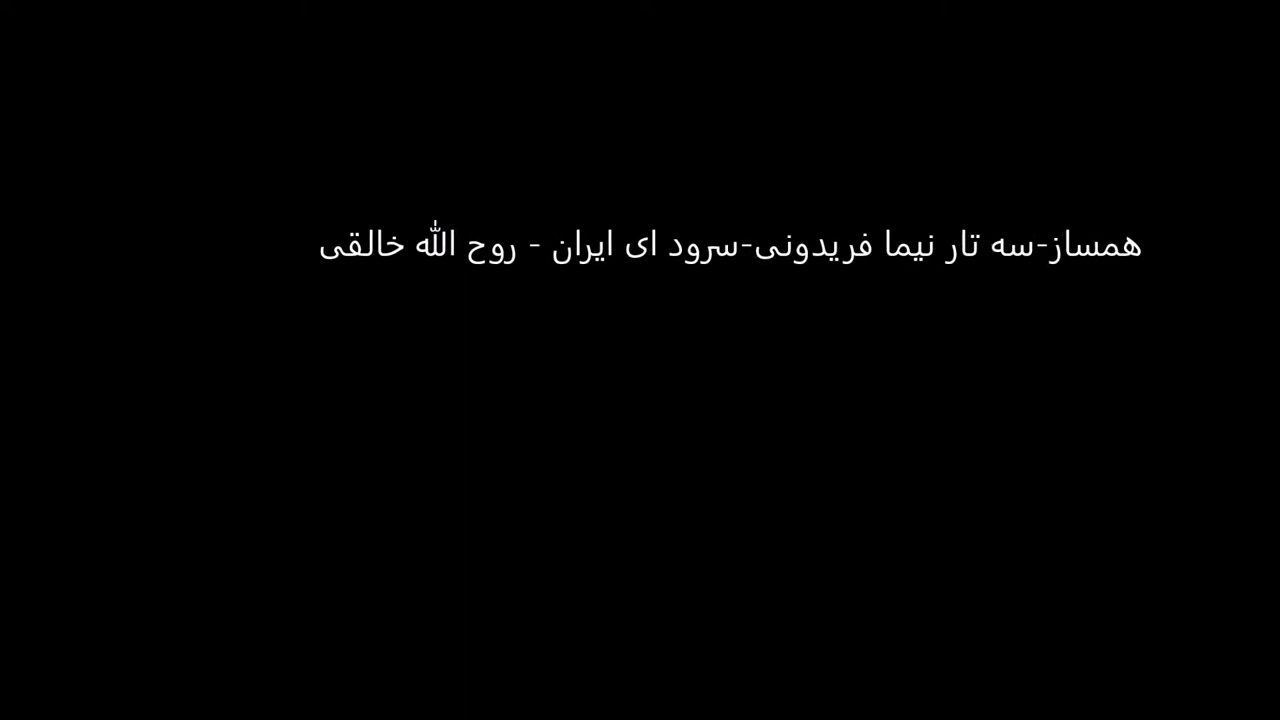 همساز-سه تار نیما فریدونی-سرود ای ایران - روح الله خالقی